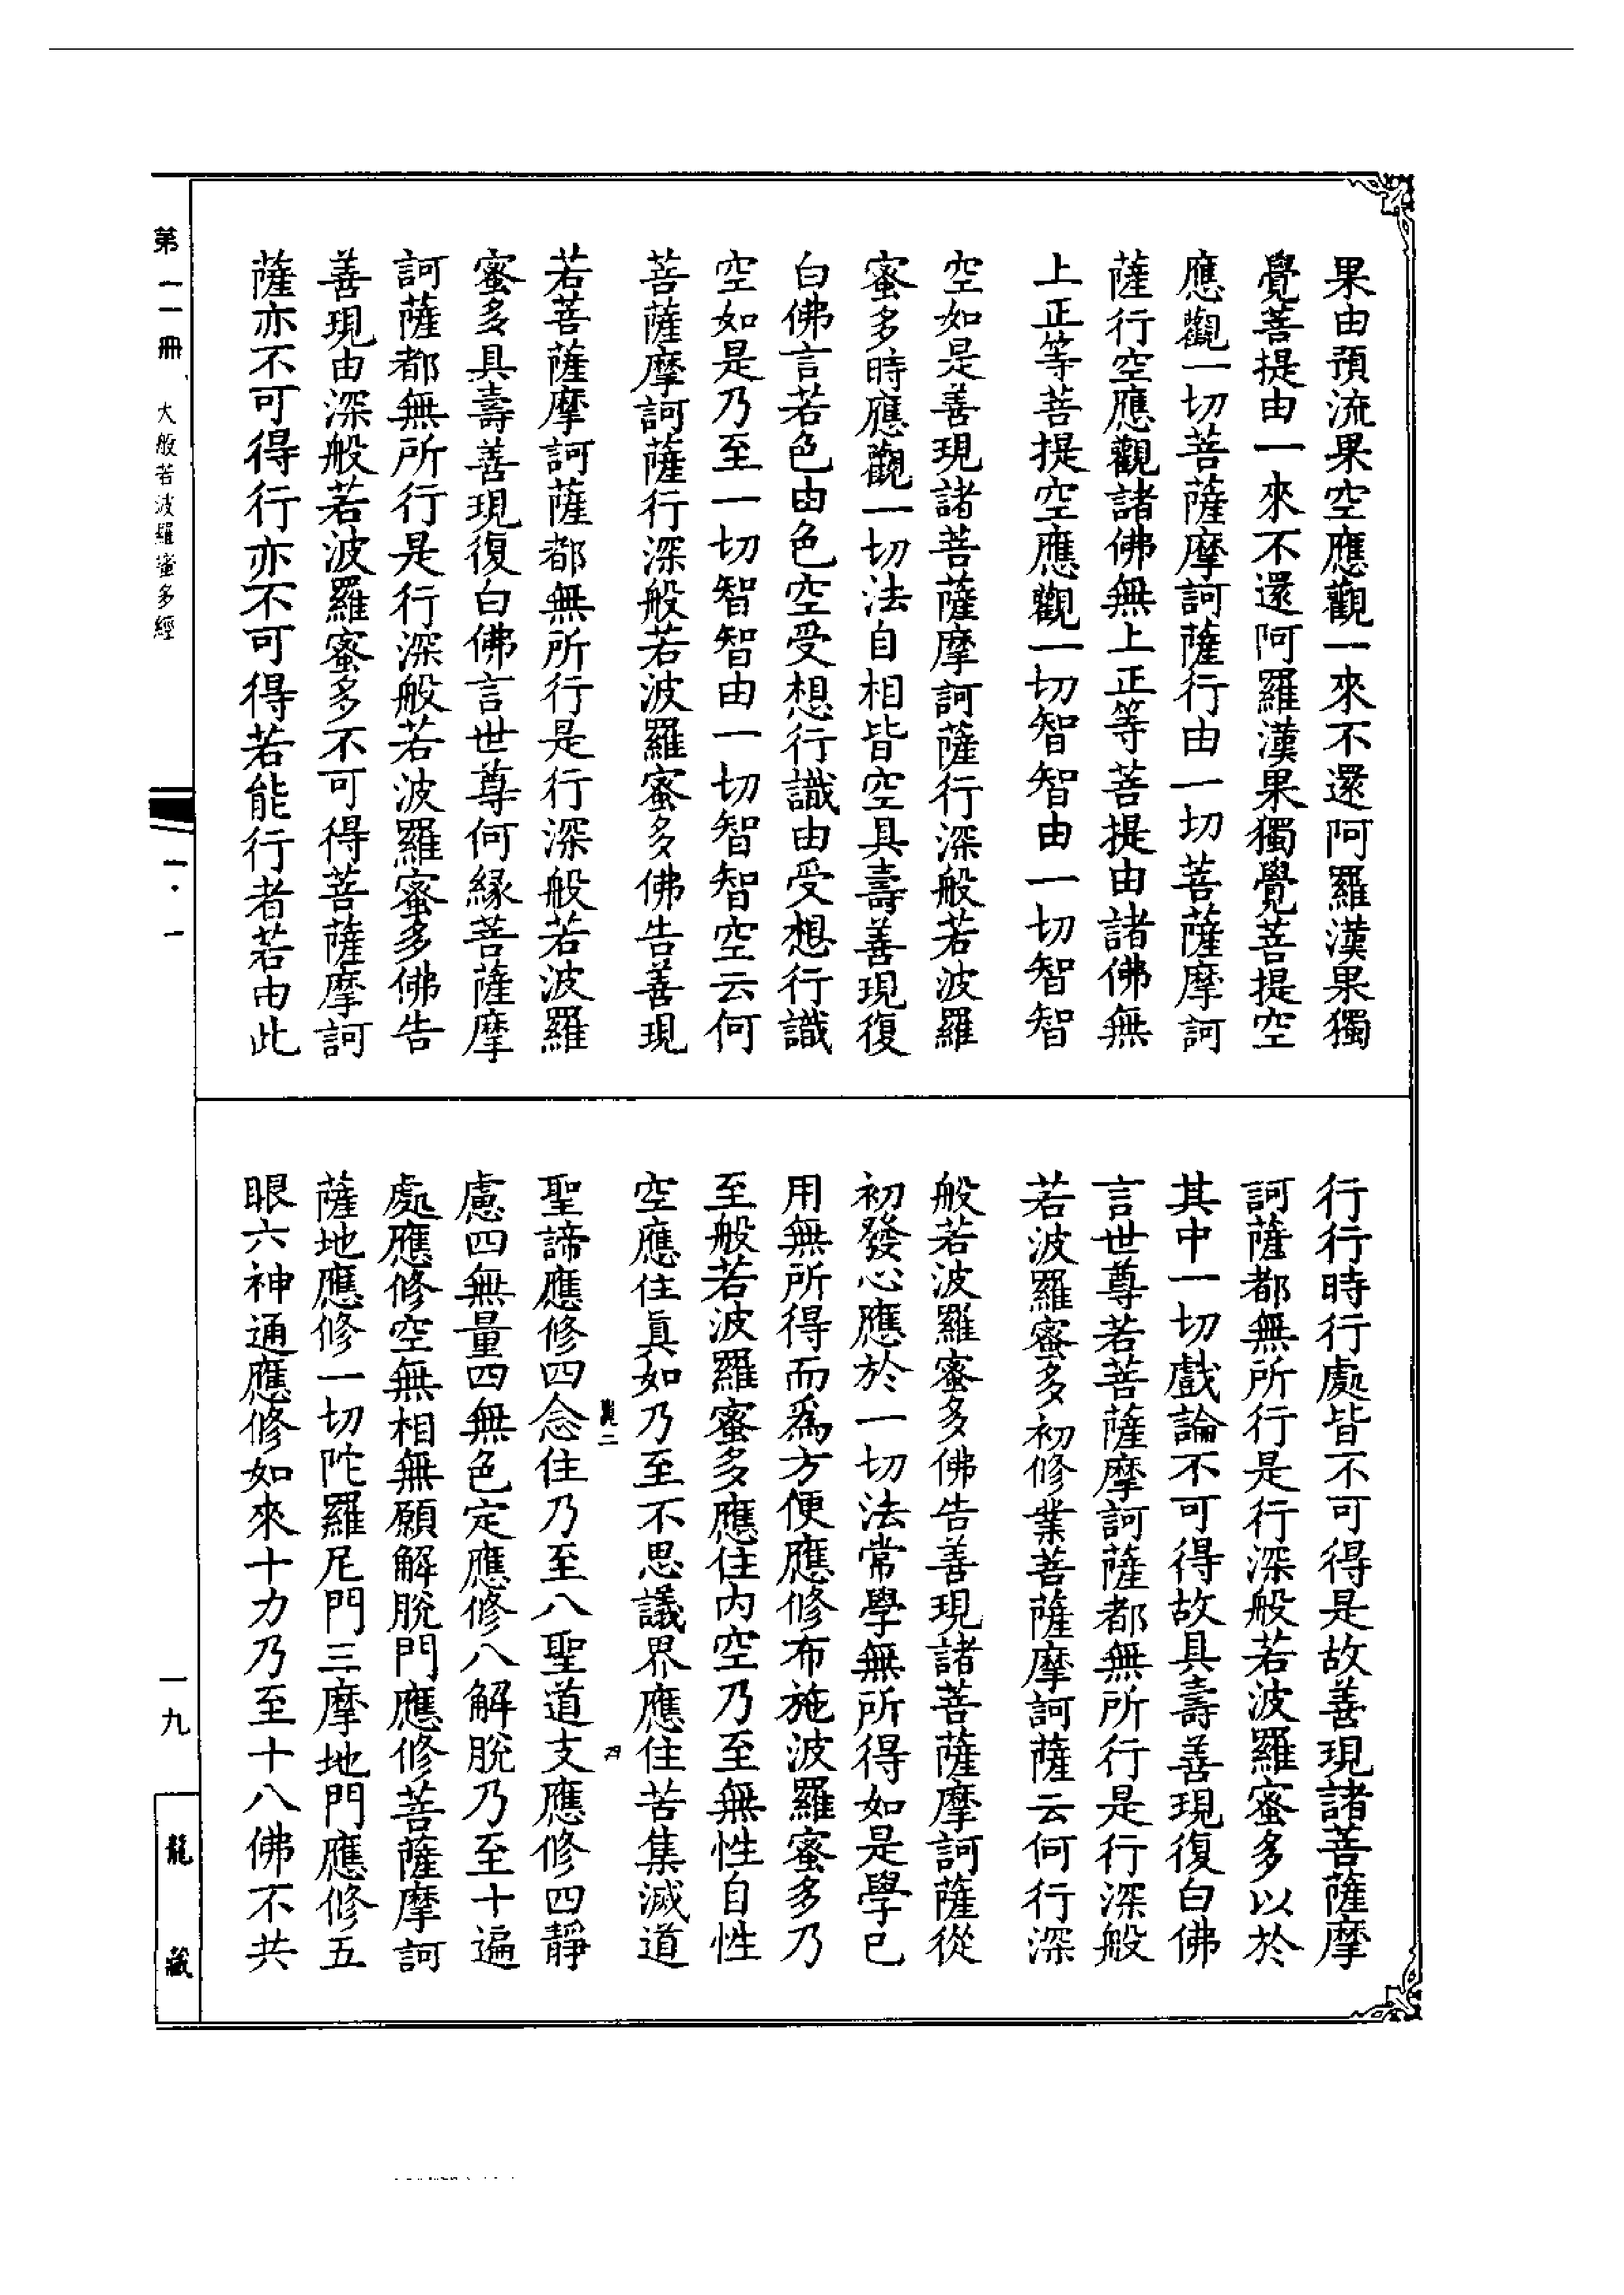 果由預流果空應觀一來不還阿羅漢果獨
覺菩提由一來不還阿羅漢果獨覺菩提空
應觀一切菩薩摩訶薩行由一切菩薩摩訶
薩行空應觀諸佛無上正等菩提由諸佛無
上正等菩提空應觀一切智智由一切智智
空如是善現諸菩薩摩訶薩行深般若波羅
蜜多時應觀一切法自相皆空具壽善現復
白佛言若色由色空受想行識由受想行識
空如是乃至一切智智由一切智智空云何
菩薩摩訶薩行深般若波羅蜜多佛告善現
若菩薩摩訶薩都無所行是行深般若波羅
蜜多具壽善現復白佛言世尊何緣菩薩摩
訶薩都無所行是行深般若波羅蜜多佛告
善現由深般若波羅蜜多不可得菩薩摩訶
薩亦不可得行亦不可得若能行者若由此
行行時行處皆不可得是故善現諸菩薩摩
訶薩都無所行是行深般若波羅蜜多以於
其中一切戲論不可得故具壽善現復白佛
言世尊若菩薩摩訶薩都無所行是行深般
若波羅蜜多初修業菩薩摩訶薩云何行深
般若波羅蜜多佛告善現諸菩薩摩訶薩從
初發心應於一切法常學無所得如是學已
用無所得而爲方便應修布施波羅蜜多乃
至般若波羅蜜多應住內空乃至無性自性
空應住眞如乃至不思議界應住苦集滅道
聖諦應修四念住乃至八聖道支應修四靜
慮四無量四無色定應修八解脫乃至十遍
處應修空無相無願解脫門應修菩薩摩訶
薩地應修一切陀羅尼門三摩地門應修五
眼六神通應修如來十力乃至十八佛不共
第一一冊
大般若波羅蜜多經
一·一
一九
龍藏